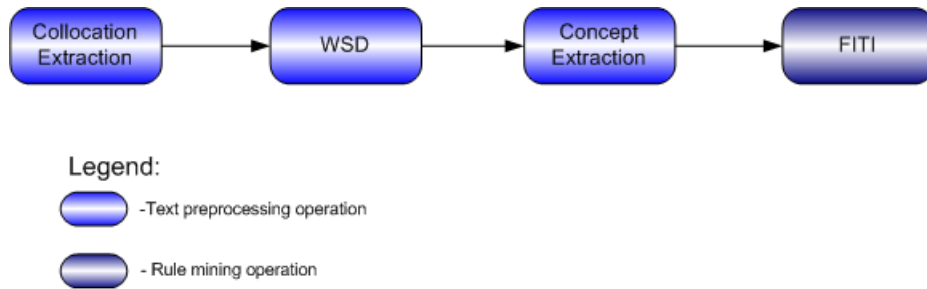 Collocation
Extraction
WSD
Concept
Extraction
FITI
Legend:
-Text preprocessing operation
- Rule mining operation